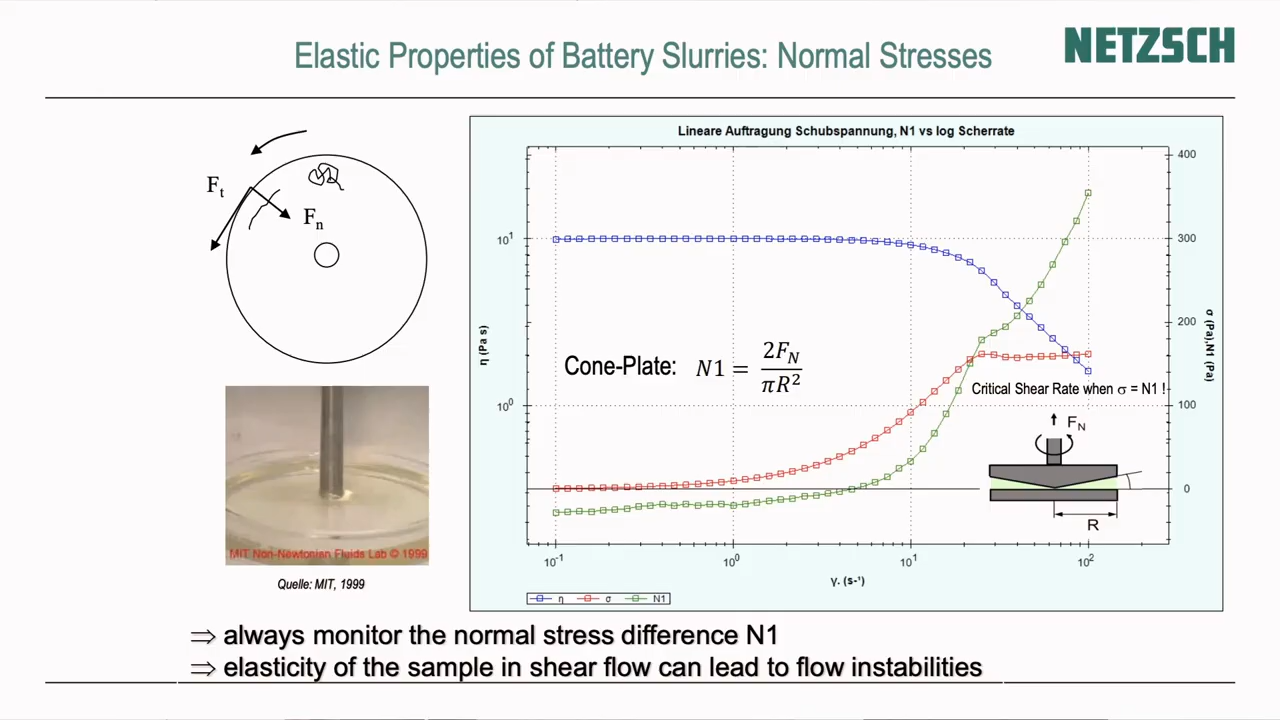 Elastic Properties of Battery Slurries: Normal Stresses
NETZSCH
Lineare Auftragung Schubspannung, N1 vs log Scherrate
Fₜ
Fₙ
MIT Non-Newtonian Fluids Lab © 1999
Quelle: MIT, 1999
10¹
10⁰
η (Pa s)
400
300
200
100
0
σ (Pa),N1 (Pa)
Cone-Plate: N1 = 2F_N / πR²
Critical Shear Rate when σ = N1 !
F_N
R
10⁻¹ 10⁰ 10¹ 10² 
γ. (s-¹)
η σ N1
⇒ always monitor the normal stress difference N1
⇒ elasticity of the sample in shear flow can lead to flow instabilities